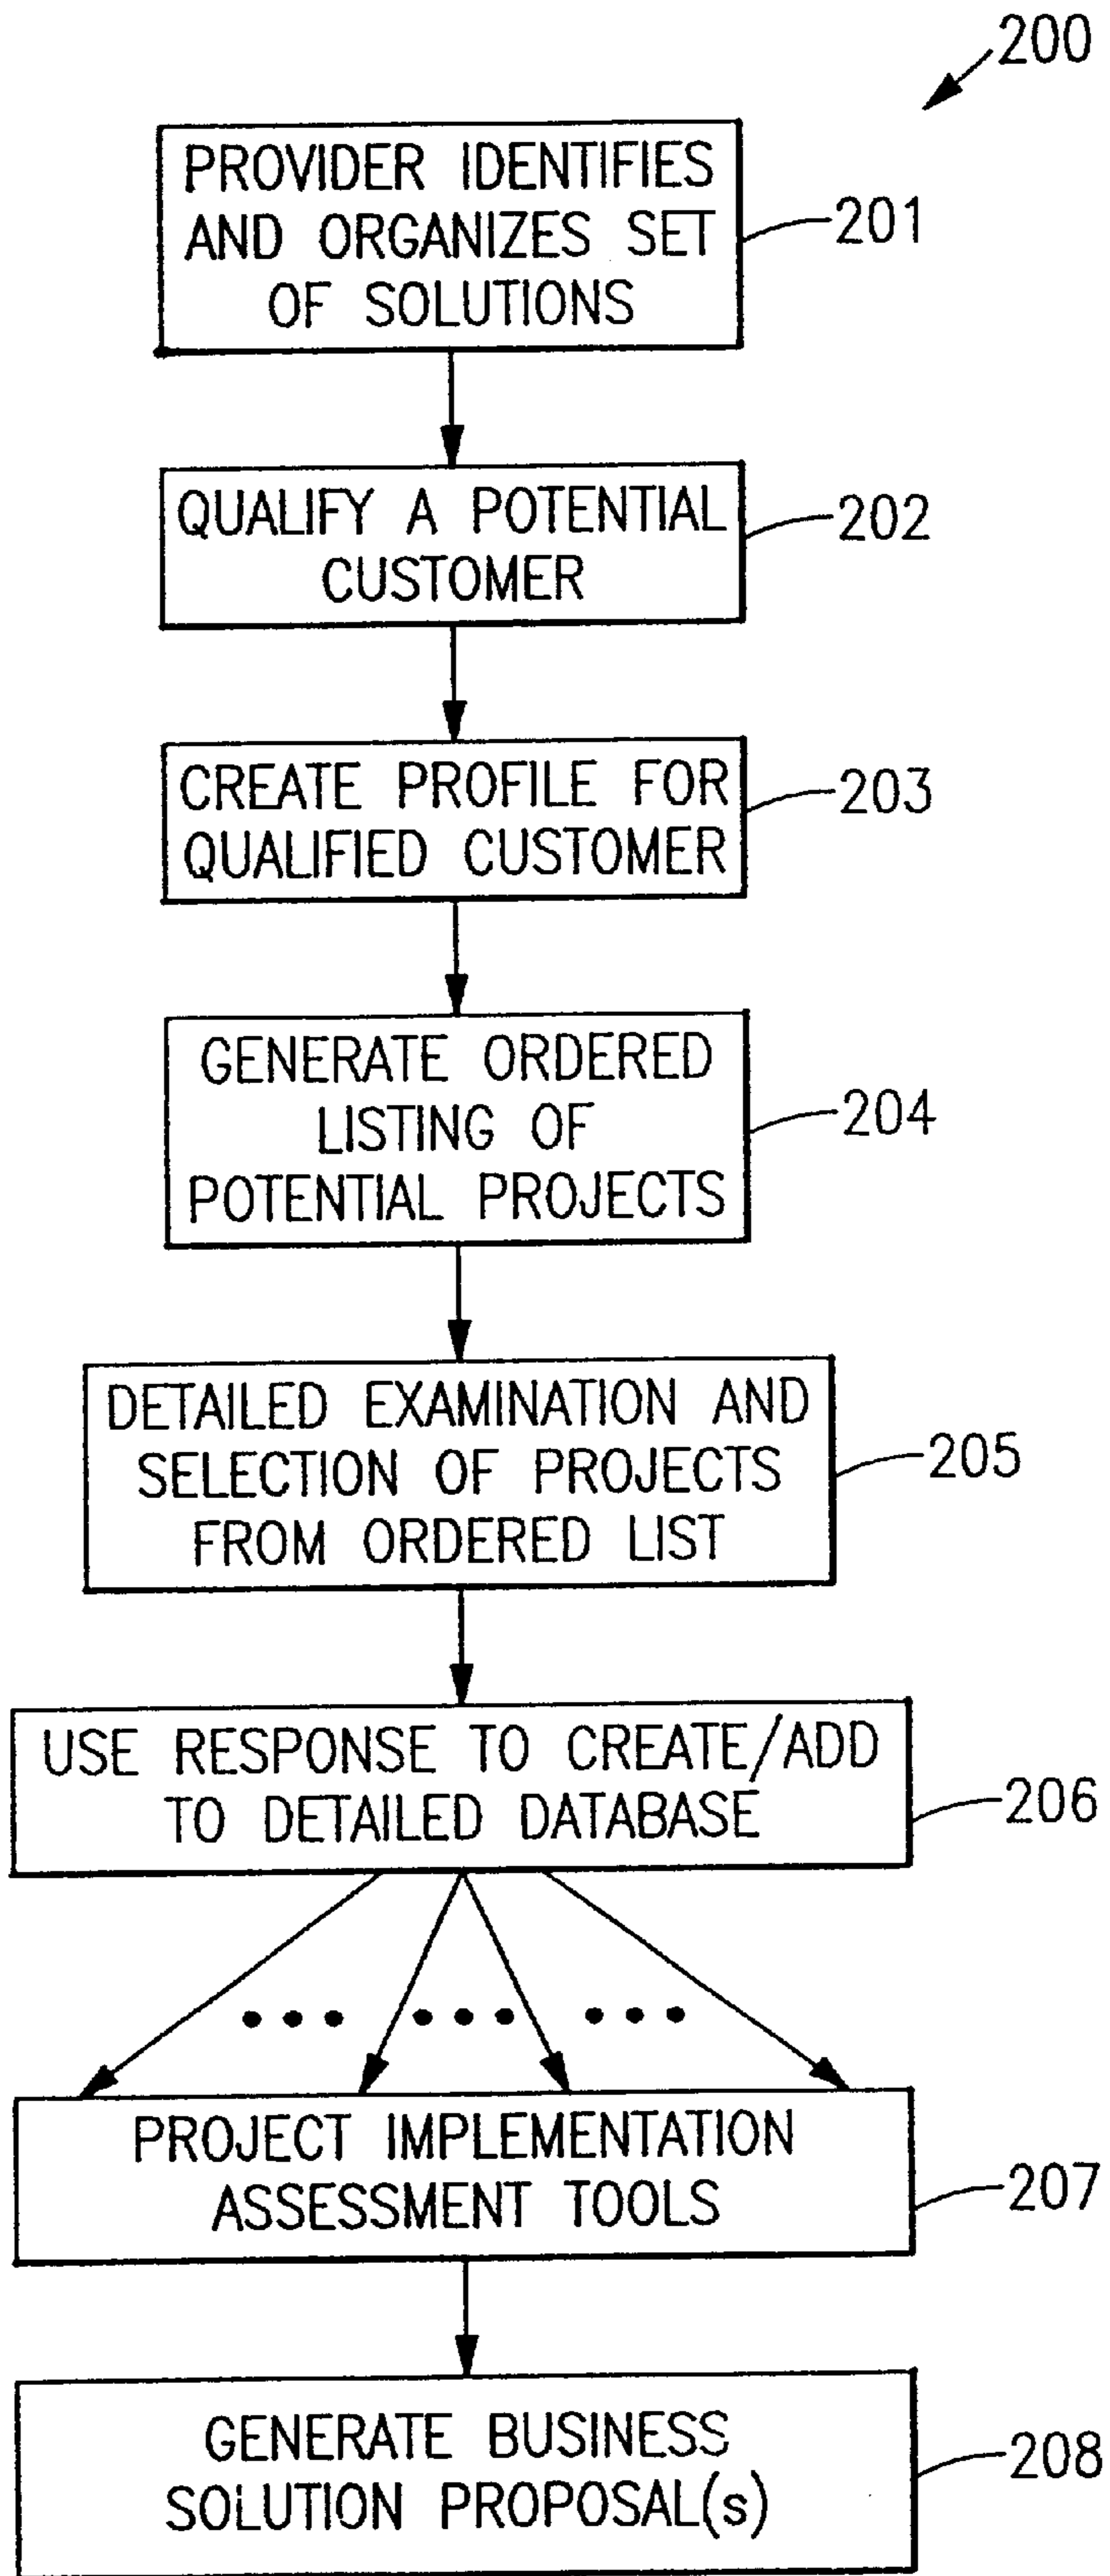 200
PROVIDER IDENTIFIES
AND ORGANIZES SET
OF SOLUTIONS
201
QUALIFY A POTENTIAL
CUSTOMER
202
CREATE PROFILE FOR
QUALIFIED CUSTOMER
203
GENERATE ORDERED
LISTING OF
POTENTIAL PROJECTS
204
DETAILED EXAMINATION AND
SELECTION OF PROJECTS
FROM ORDERED LIST
205
USE RESPONSE TO CREATE/ADD
TO DETAILED DATABASE
206
PROJECT IMPLEMENTATION
ASSESSMENT TOOLS
207
GENERATE BUSINESS
SOLUTION PROPOSAL(s)
208